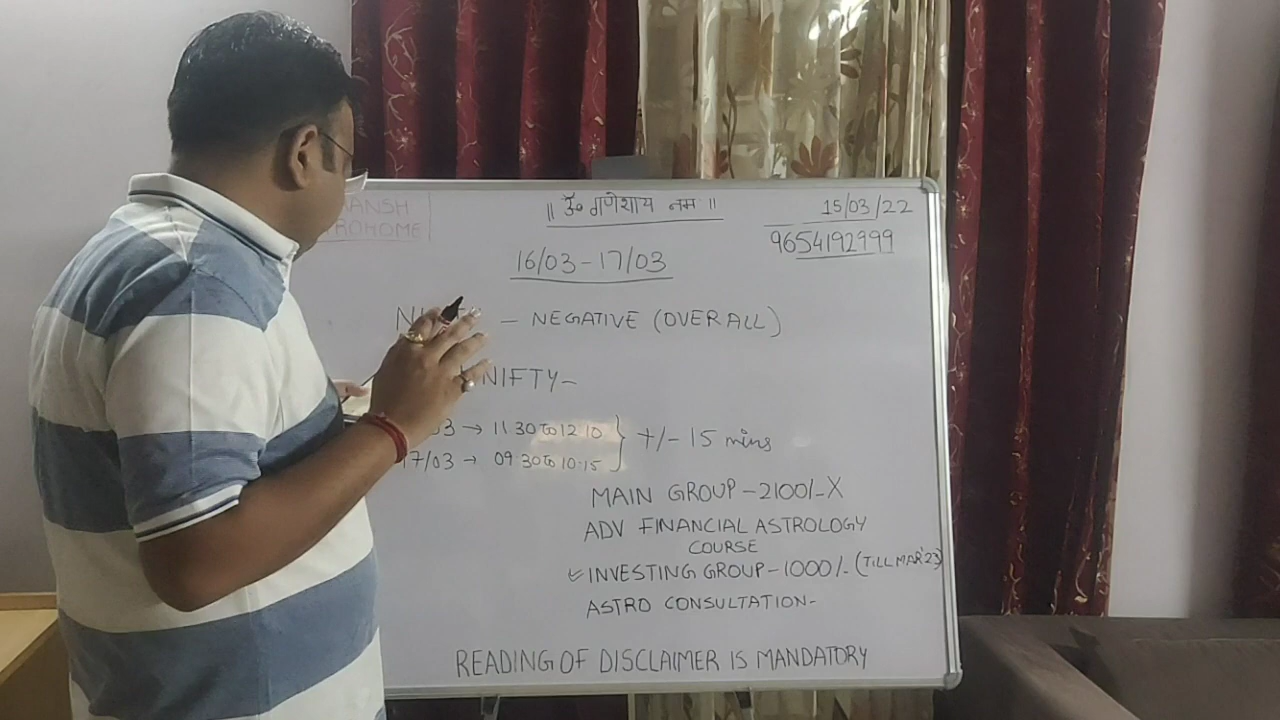 ॥ ॐ गणेशाय नम ॥
15/03/22
9654192999
16/03-17/03
- NEGATIVE (OVERALL)
NIFTY-
→ 11 30 TO 12 10
17/03 → 09 30 TO 10.15
+/- 15 mins
MAIN GROUP-2100/-X
ADV FINANCIAL ASTROLOGY
COURSE
INVESTING GROUP-1000/-(TILL MAR'23)
ASTRO CONSULTATION-
READING OF DISCLAIMER IS MANDATORY